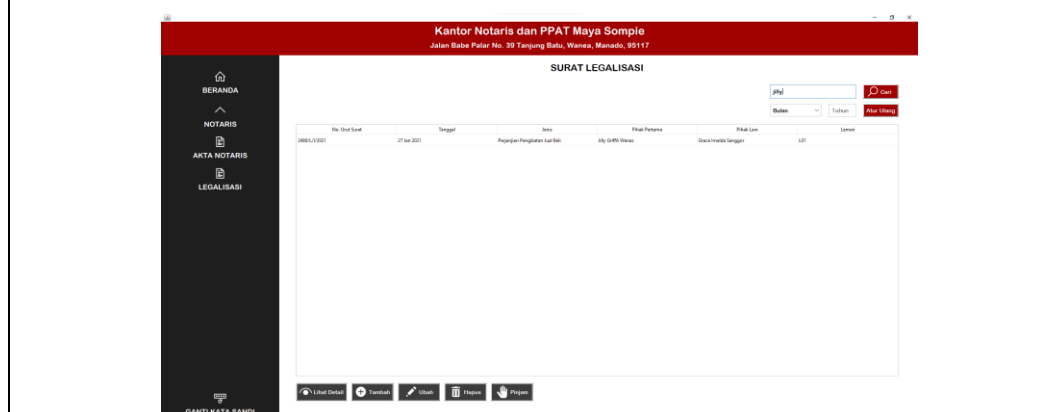 Kantor Notaris dan PPAT Maya Sompie
Jalan Babe Palar No. 39 Tanjung Batu, Wanea, Manado, 95117
SURAT LEGALISASI
BERANDA
NOTARIS
AKTA NOTARIS
LEGALISASI
GANTI KATA SANDI
jilly
Cari
Bulan Tahun Atur Ulang
No. Urut Surat Tanggal Jenis Pihak Pertama Pihak Lain Lemari
27 Jan 2021 Perjanjian Pengikatan Jual Beli
Lihat Detail Tambah Ubah Hapus Pinjam